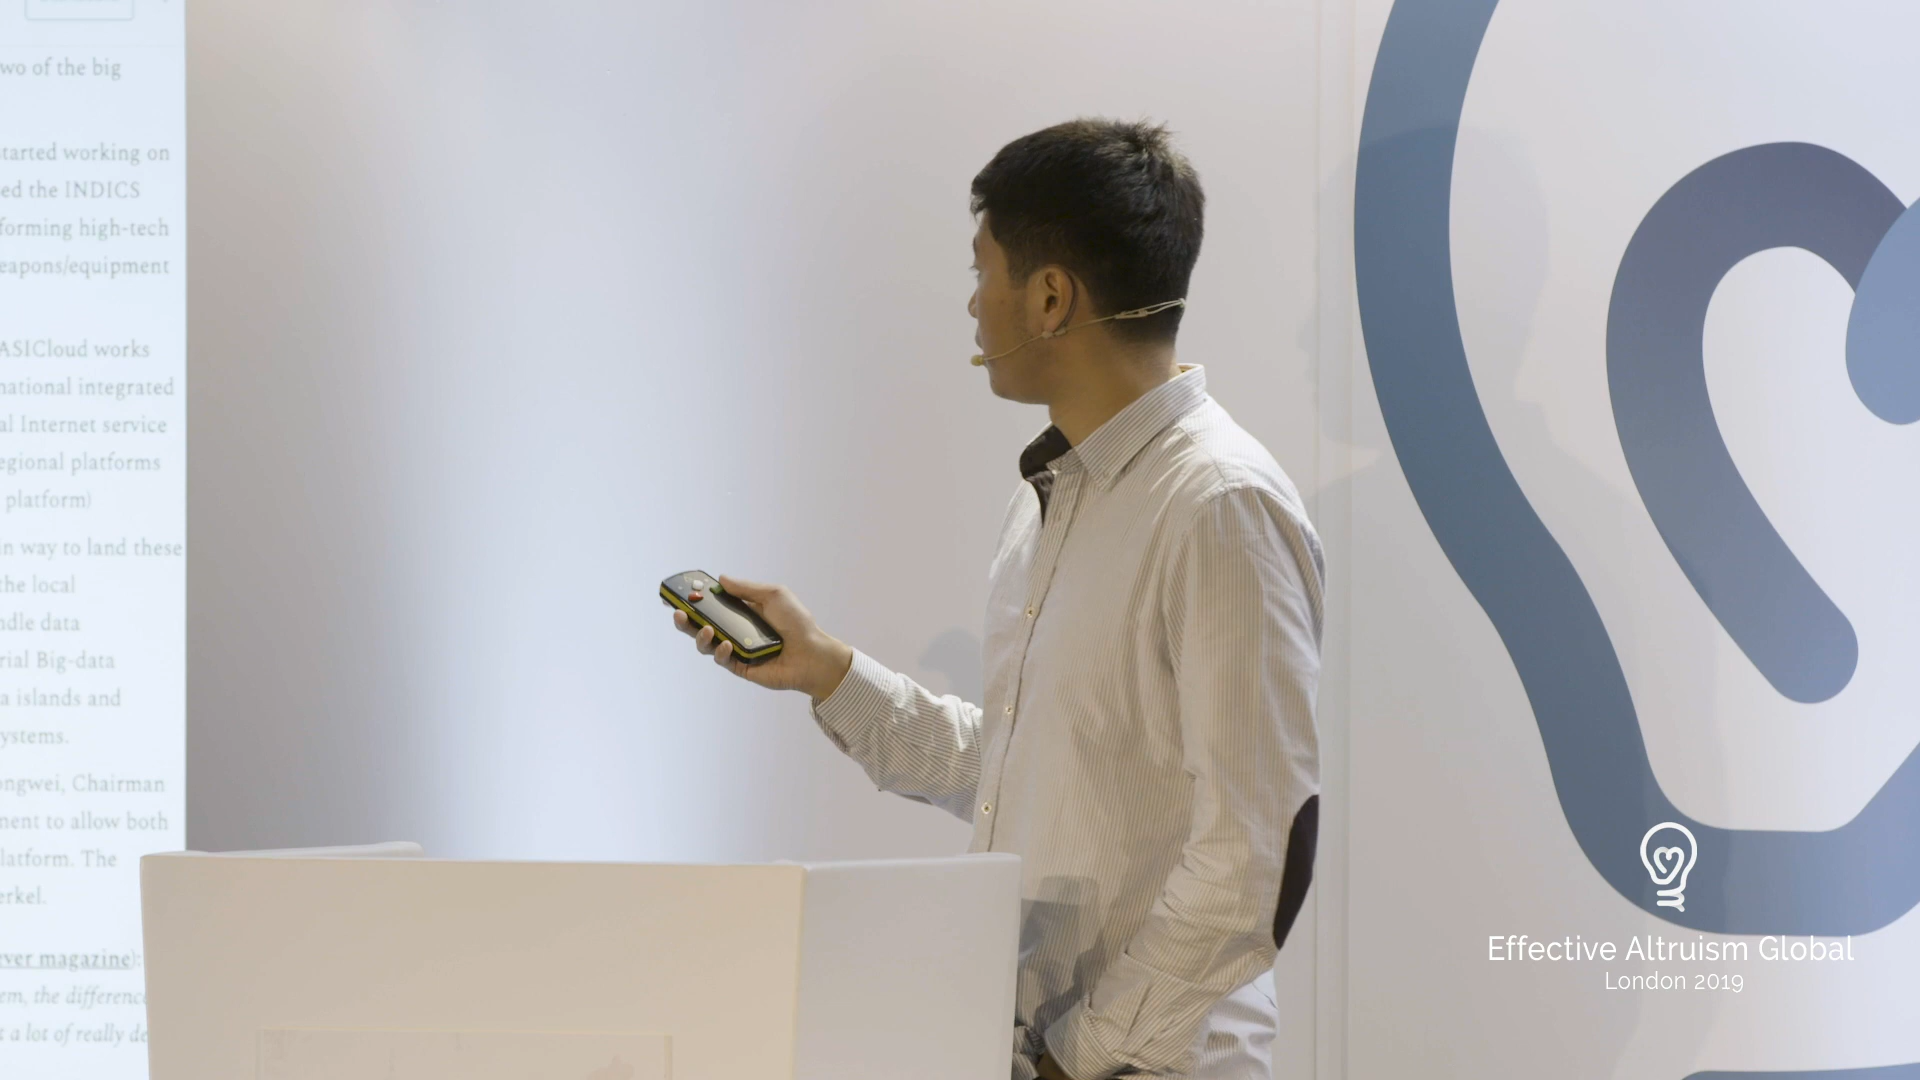 wo of the big
tarted working on
ed the INDICS
forming high-tech
eapons/equipment
ASICloud works
national integrated
al Internet service
egional platforms
platform)
in way to land these
the local
ndle data
rial Big-data
a islands and
ystems.
ongwei, Chairman
ment to allow both
latform. The
erkel.
ever magazine):
em, the difference
t a lot of really de
Effective Altruism Global
London 2019